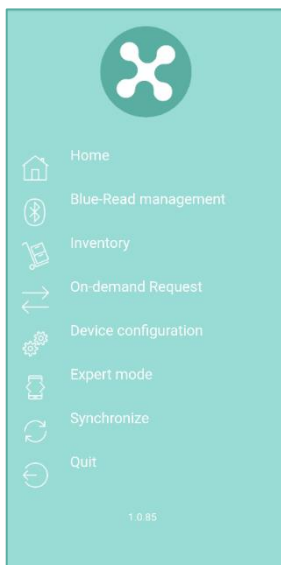 Home
Blue-Read management
Inventory
On-demand Request
Device configuration
Expert mode
Synchronize
Quit
1.0.85